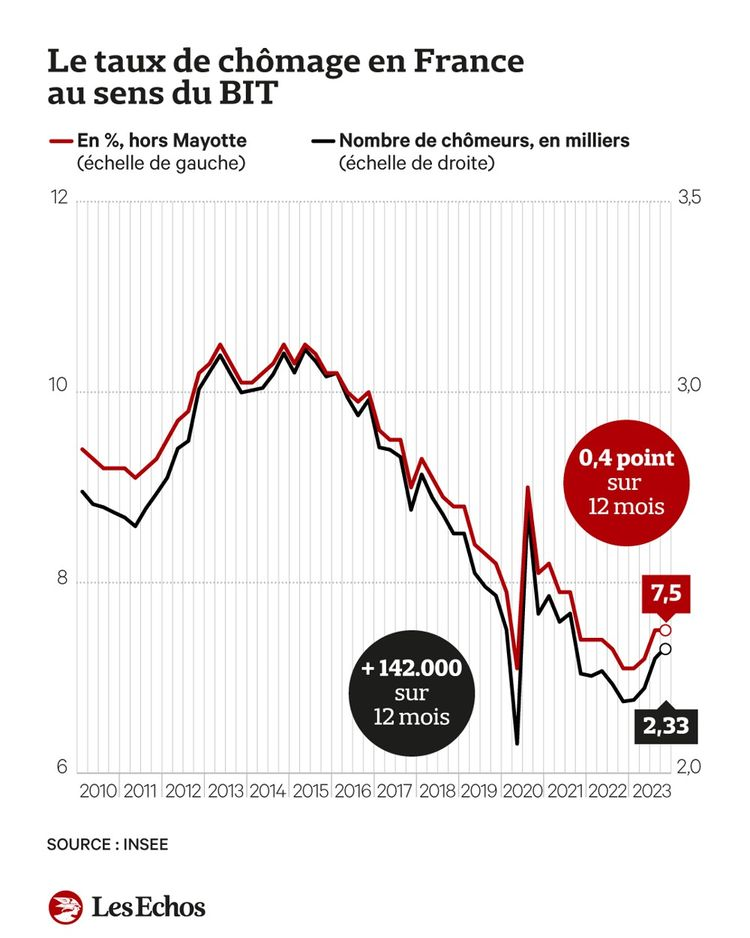 Le taux de chômage en France
au sens du BIT
En %, hors Mayotte
(échelle de gauche)
Nombre de chômeurs, en milliers
(échelle de droite)
12
3,5
10
3,0
0,4 point
sur
12 mois
8
7,5
+ 142.000
sur
12 mois
2,33
6
2,0
2010 2011 2012 2013 2014 2015 2016 2017 2018 2019 2020 2021 2022 2023
SOURCE : INSEE
Les Echos